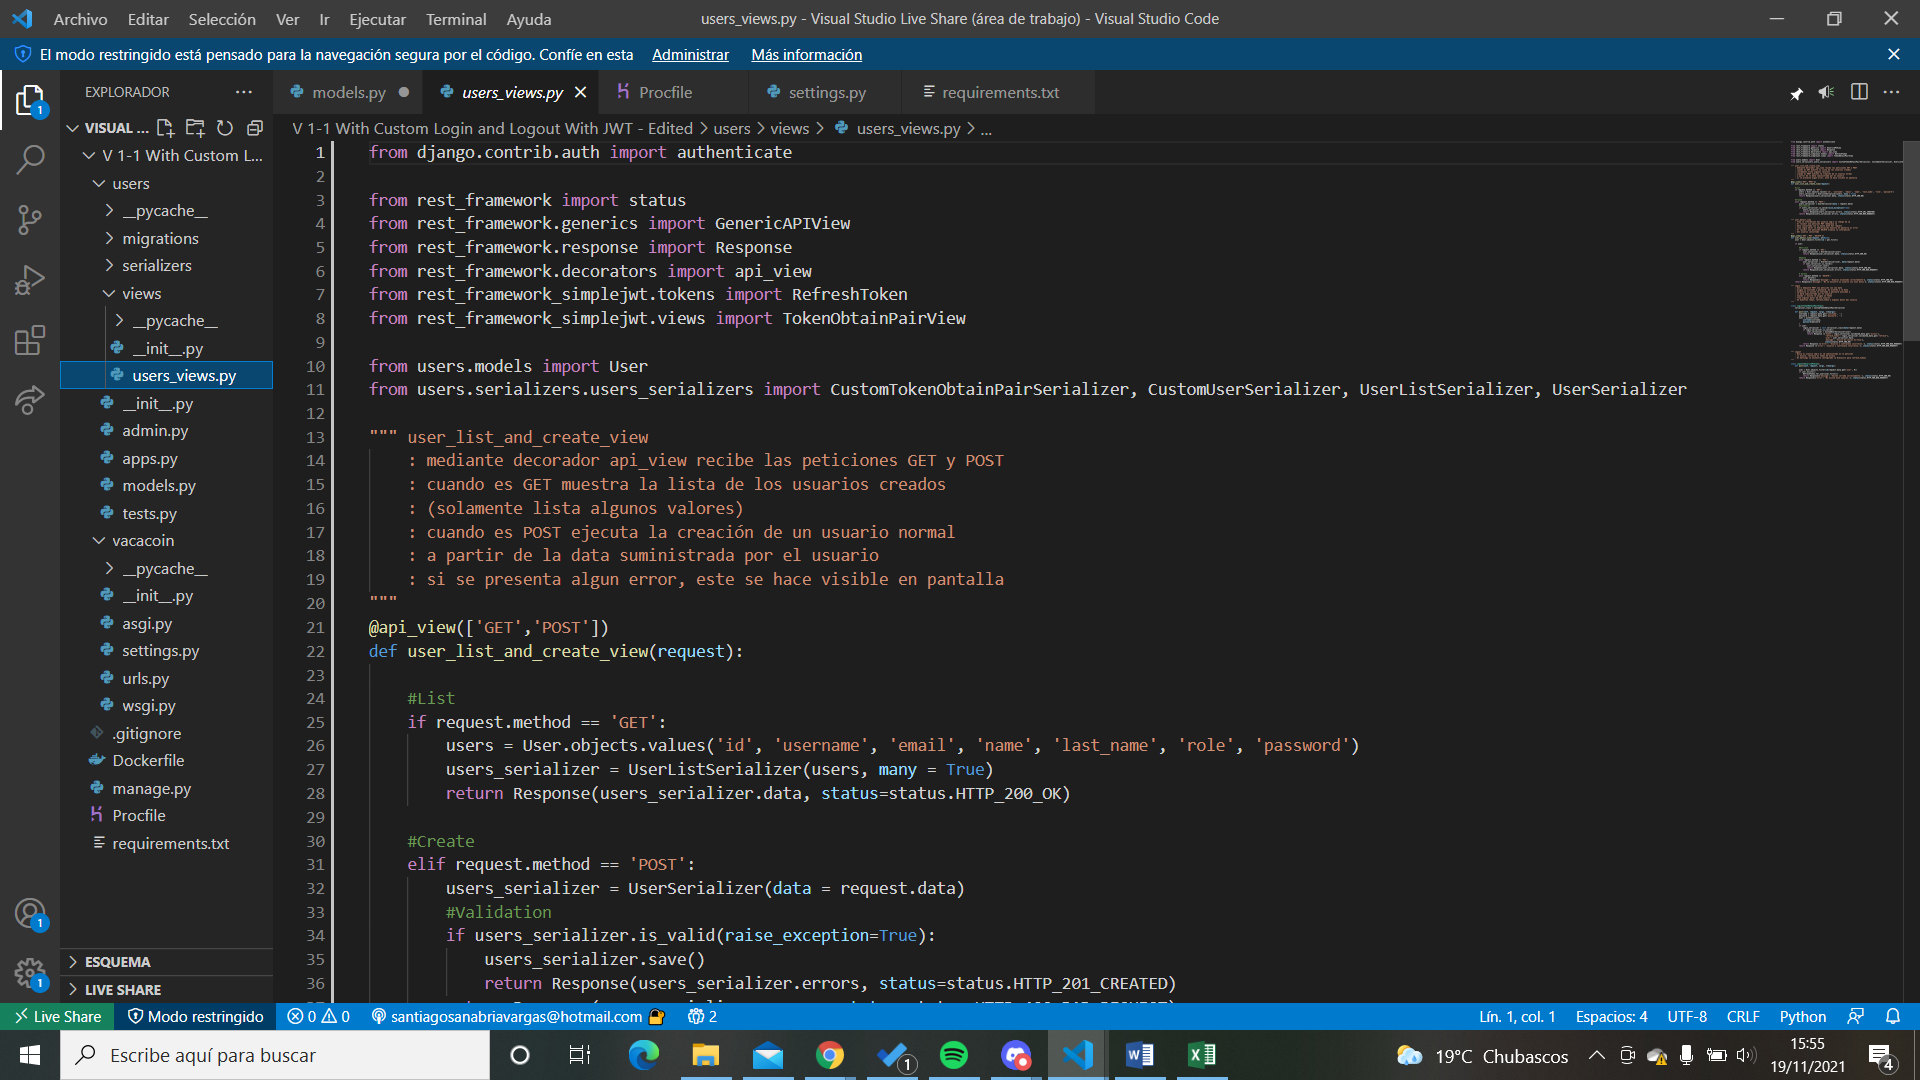 Archivo Editar Selección Ver Ir Ejecutar Terminal Ayuda
users_views.py - Visual Studio Live Share (área de trabajo) - Visual Studio Code
El modo restringido está pensado para la navegación segura por el código. Confíe en esta Administrar Más información
EXPLORADOR
models.py
users_views.py
Procfile
settings.py
requirements.txt
VISUAL ...
V 1-1 With Custom Login and Logout With JWT - Edited > users > views > users_views.py > ...
V 1-1 With Custom L...
users
__pycache__
migrations
serializers
views
__pycache__
__init__.py
users_views.py
__init__.py
admin.py
apps.py
models.py
tests.py
vacacoin
__pycache__
__init__.py
asgi.py
settings.py
urls.py
wsgi.py
.gitignore
Dockerfile
manage.py
Procfile
requirements.txt
ESQUEMA
LIVE SHARE
1 from django.contrib.auth import authenticate
2
3 from rest_framework import status
4 from rest_framework.generics import GenericAPIView
5 from rest_framework.response import Response
6 from rest_framework.decorators import api_view
7 from rest_framework_simplejwt.tokens import RefreshToken
8 from rest_framework_simplejwt.views import TokenObtainPairView
9
10 from users.models import User
11 from users.serializers.users_serializers import CustomTokenObtainPairSerializer, CustomUserSerializer, UserListSerializer, UserSerializer
12
13 """ user_list_and_create_view
14 : mediante decorador api_view recibe las peticiones GET y POST
15 : cuando es GET muestra la lista de los usuarios creados
16 : (solamente lista algunos valores)
17 : cuando es POST ejecuta la creación de un usuario normal
18 : a partir de la data suministrada por el usuario
19 : si se presenta algun error, este se hace visible en pantalla
20 """
21 @api_view(['GET','POST'])
22 def user_list_and_create_view(request):
23
24 #List
25 if request.method == 'GET':
26 users = User.objects.values('id', 'username', 'email', 'name', 'last_name', 'role', 'password')
27 users_serializer = UserListSerializer(users, many = True)
28 return Response(users_serializer.data, status=status.HTTP_200_OK)
29
30 #Create
31 elif request.method == 'POST':
32 users_serializer = UserSerializer(data = request.data)
33 #Validation
34 if users_serializer.is_valid(raise_exception=True):
35 users_serializer.save()
36 return Response(users_serializer.errors, status=status.HTTP_201_CREATED)
1
1
1
Live Share Modo restringido 0 0 santiagosanabriavargas@hotmail.com 2 Lín. 1, col. 1 Espacios: 4 UTF-8 CRLF Python
Escribe aquí para buscar
1
19°C Chubascos
15:55
19/11/2021
4